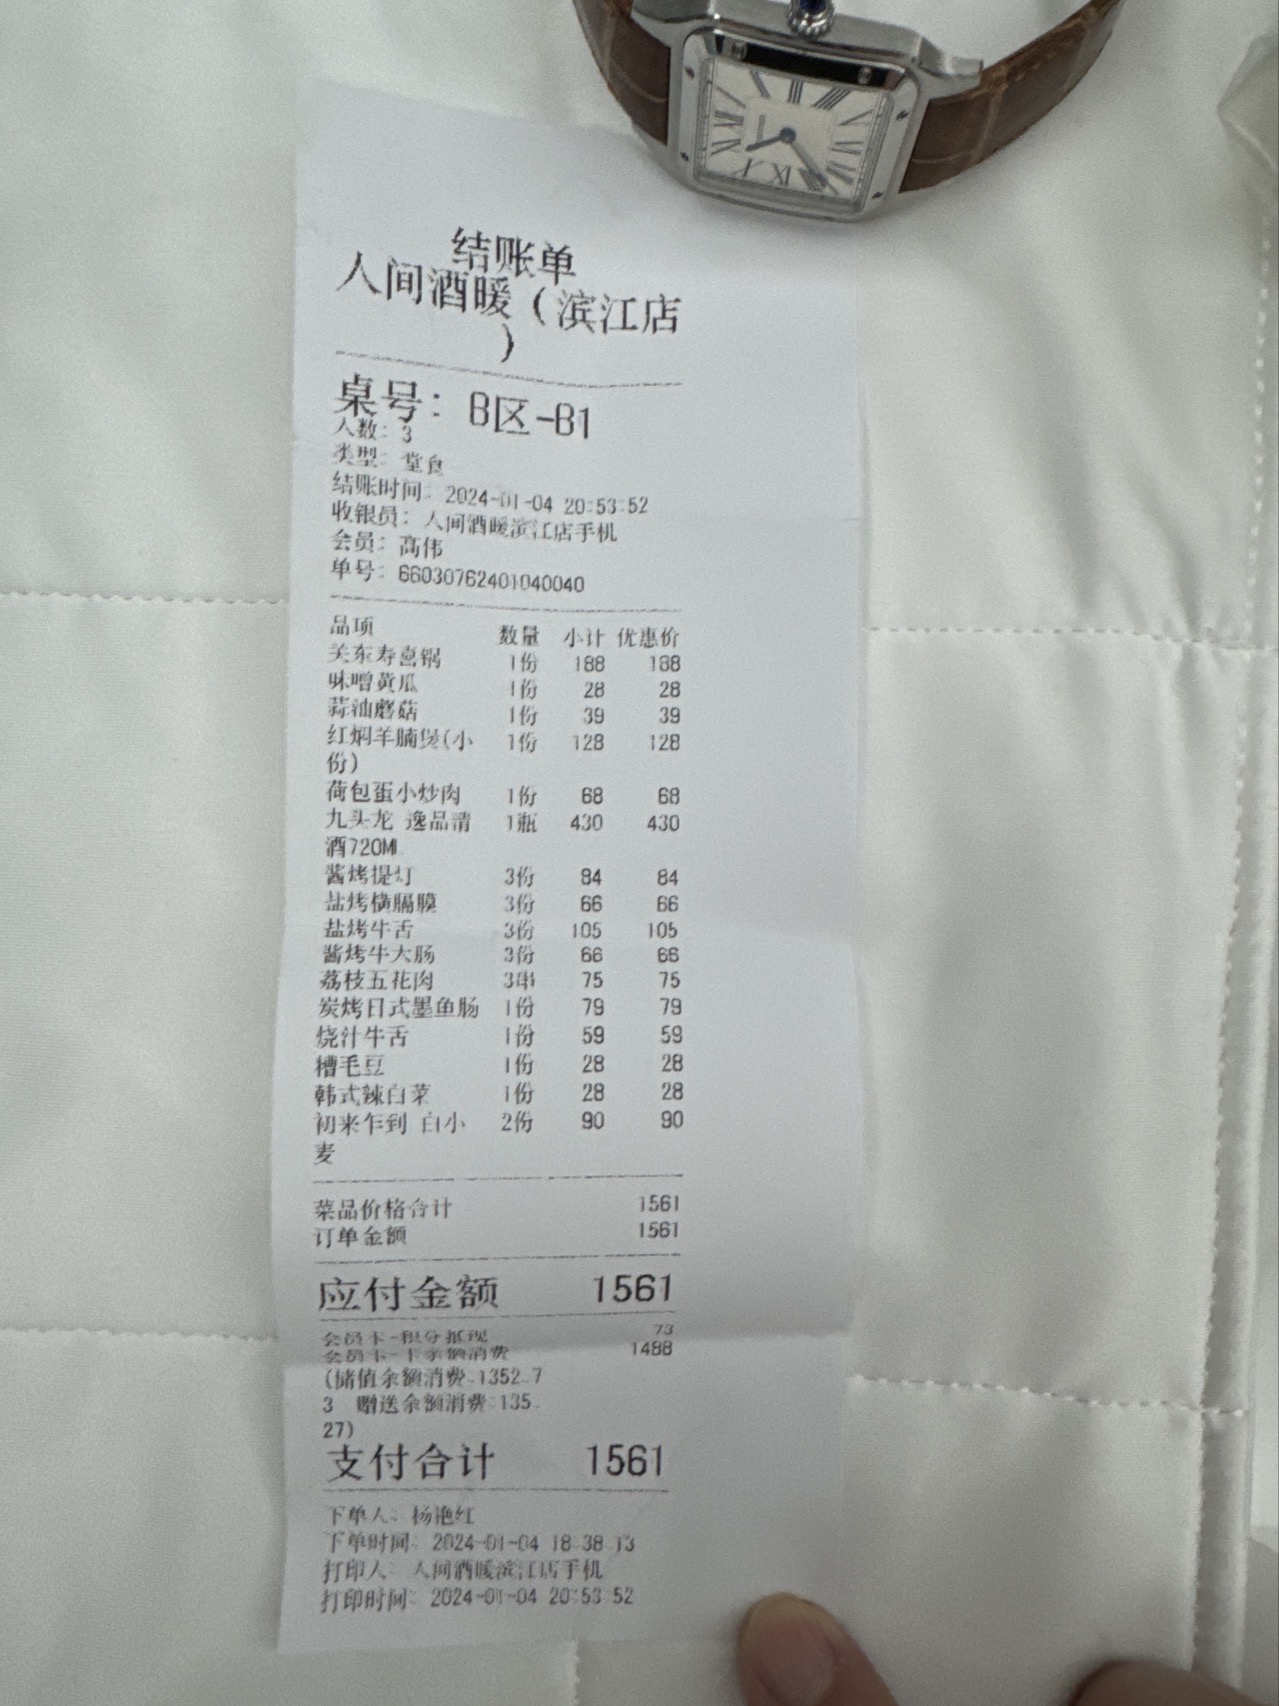 结账单
人间酒暖（滨江店
）
桌号：B区-B1
人数：3
类型：堂食
结账时间：2024-01-04 20:53:52
收银员：人间酒暖滨江店手机
会员：高伟
单号：66030762401040040
品项 数量 小计 优惠价
关东寿喜锅 1份 188 188
味噌黄瓜 1份 28 28
蒜油蘑菇 1份 39 39
红焖羊腩煲(小 1份 128 128
份)
荷包蛋小炒肉 1份 68 68
九头龙 逸品清 1瓶 430 430
酒720ML
酱烤提灯 3份 84 84
盐烤横膈膜 3份 66 66
盐烤牛舌 3份 105 105
酱烤牛大肠 3份 66 66
荔枝五花肉 3串 75 75
炭烤日式墨鱼肠 1份 79 79
烧汁牛舌 1份 59 59
糟毛豆 1份 28 28
韩式辣白菜 1份 28 28
初来乍到 白小 2份 90 90
麦
菜品价格合计 1561
订单金额 1561
应付金额 1561
会员卡-积分抵现 73
会员卡-卡余额消费 1488
(储值余额消费:1352.7
3 赠送余额消费:135.
27)
支付合计 1561
下单人：杨艳红
下单时间：2024-01-04 18:38:13
打印人：人间酒暖滨江店手机
打印时间：2024-01-04 20:53:52